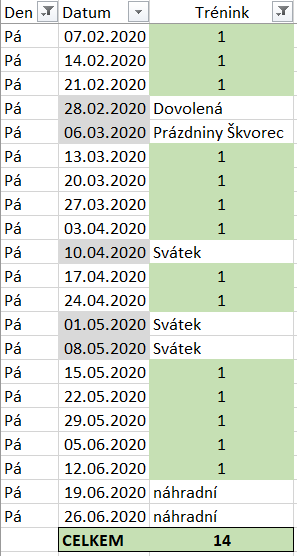 Den Datum Trénink
Pá 07.02.2020 1
Pá 14.02.2020 1
Pá 21.02.2020 1
Pá 28.02.2020 Dovolená
Pá 06.03.2020 Prázdniny Škvorec
Pá 13.03.2020 1
Pá 20.03.2020 1
Pá 27.03.2020 1
Pá 03.04.2020 1
Pá 10.04.2020 Svátek
Pá 17.04.2020 1
Pá 24.04.2020 1
Pá 01.05.2020 Svátek
Pá 08.05.2020 Svátek
Pá 15.05.2020 1
Pá 22.05.2020 1
Pá 29.05.2020 1
Pá 05.06.2020 1
Pá 12.06.2020 1
Pá 19.06.2020 náhradní
Pá 26.06.2020 náhradní
CELKEM 14